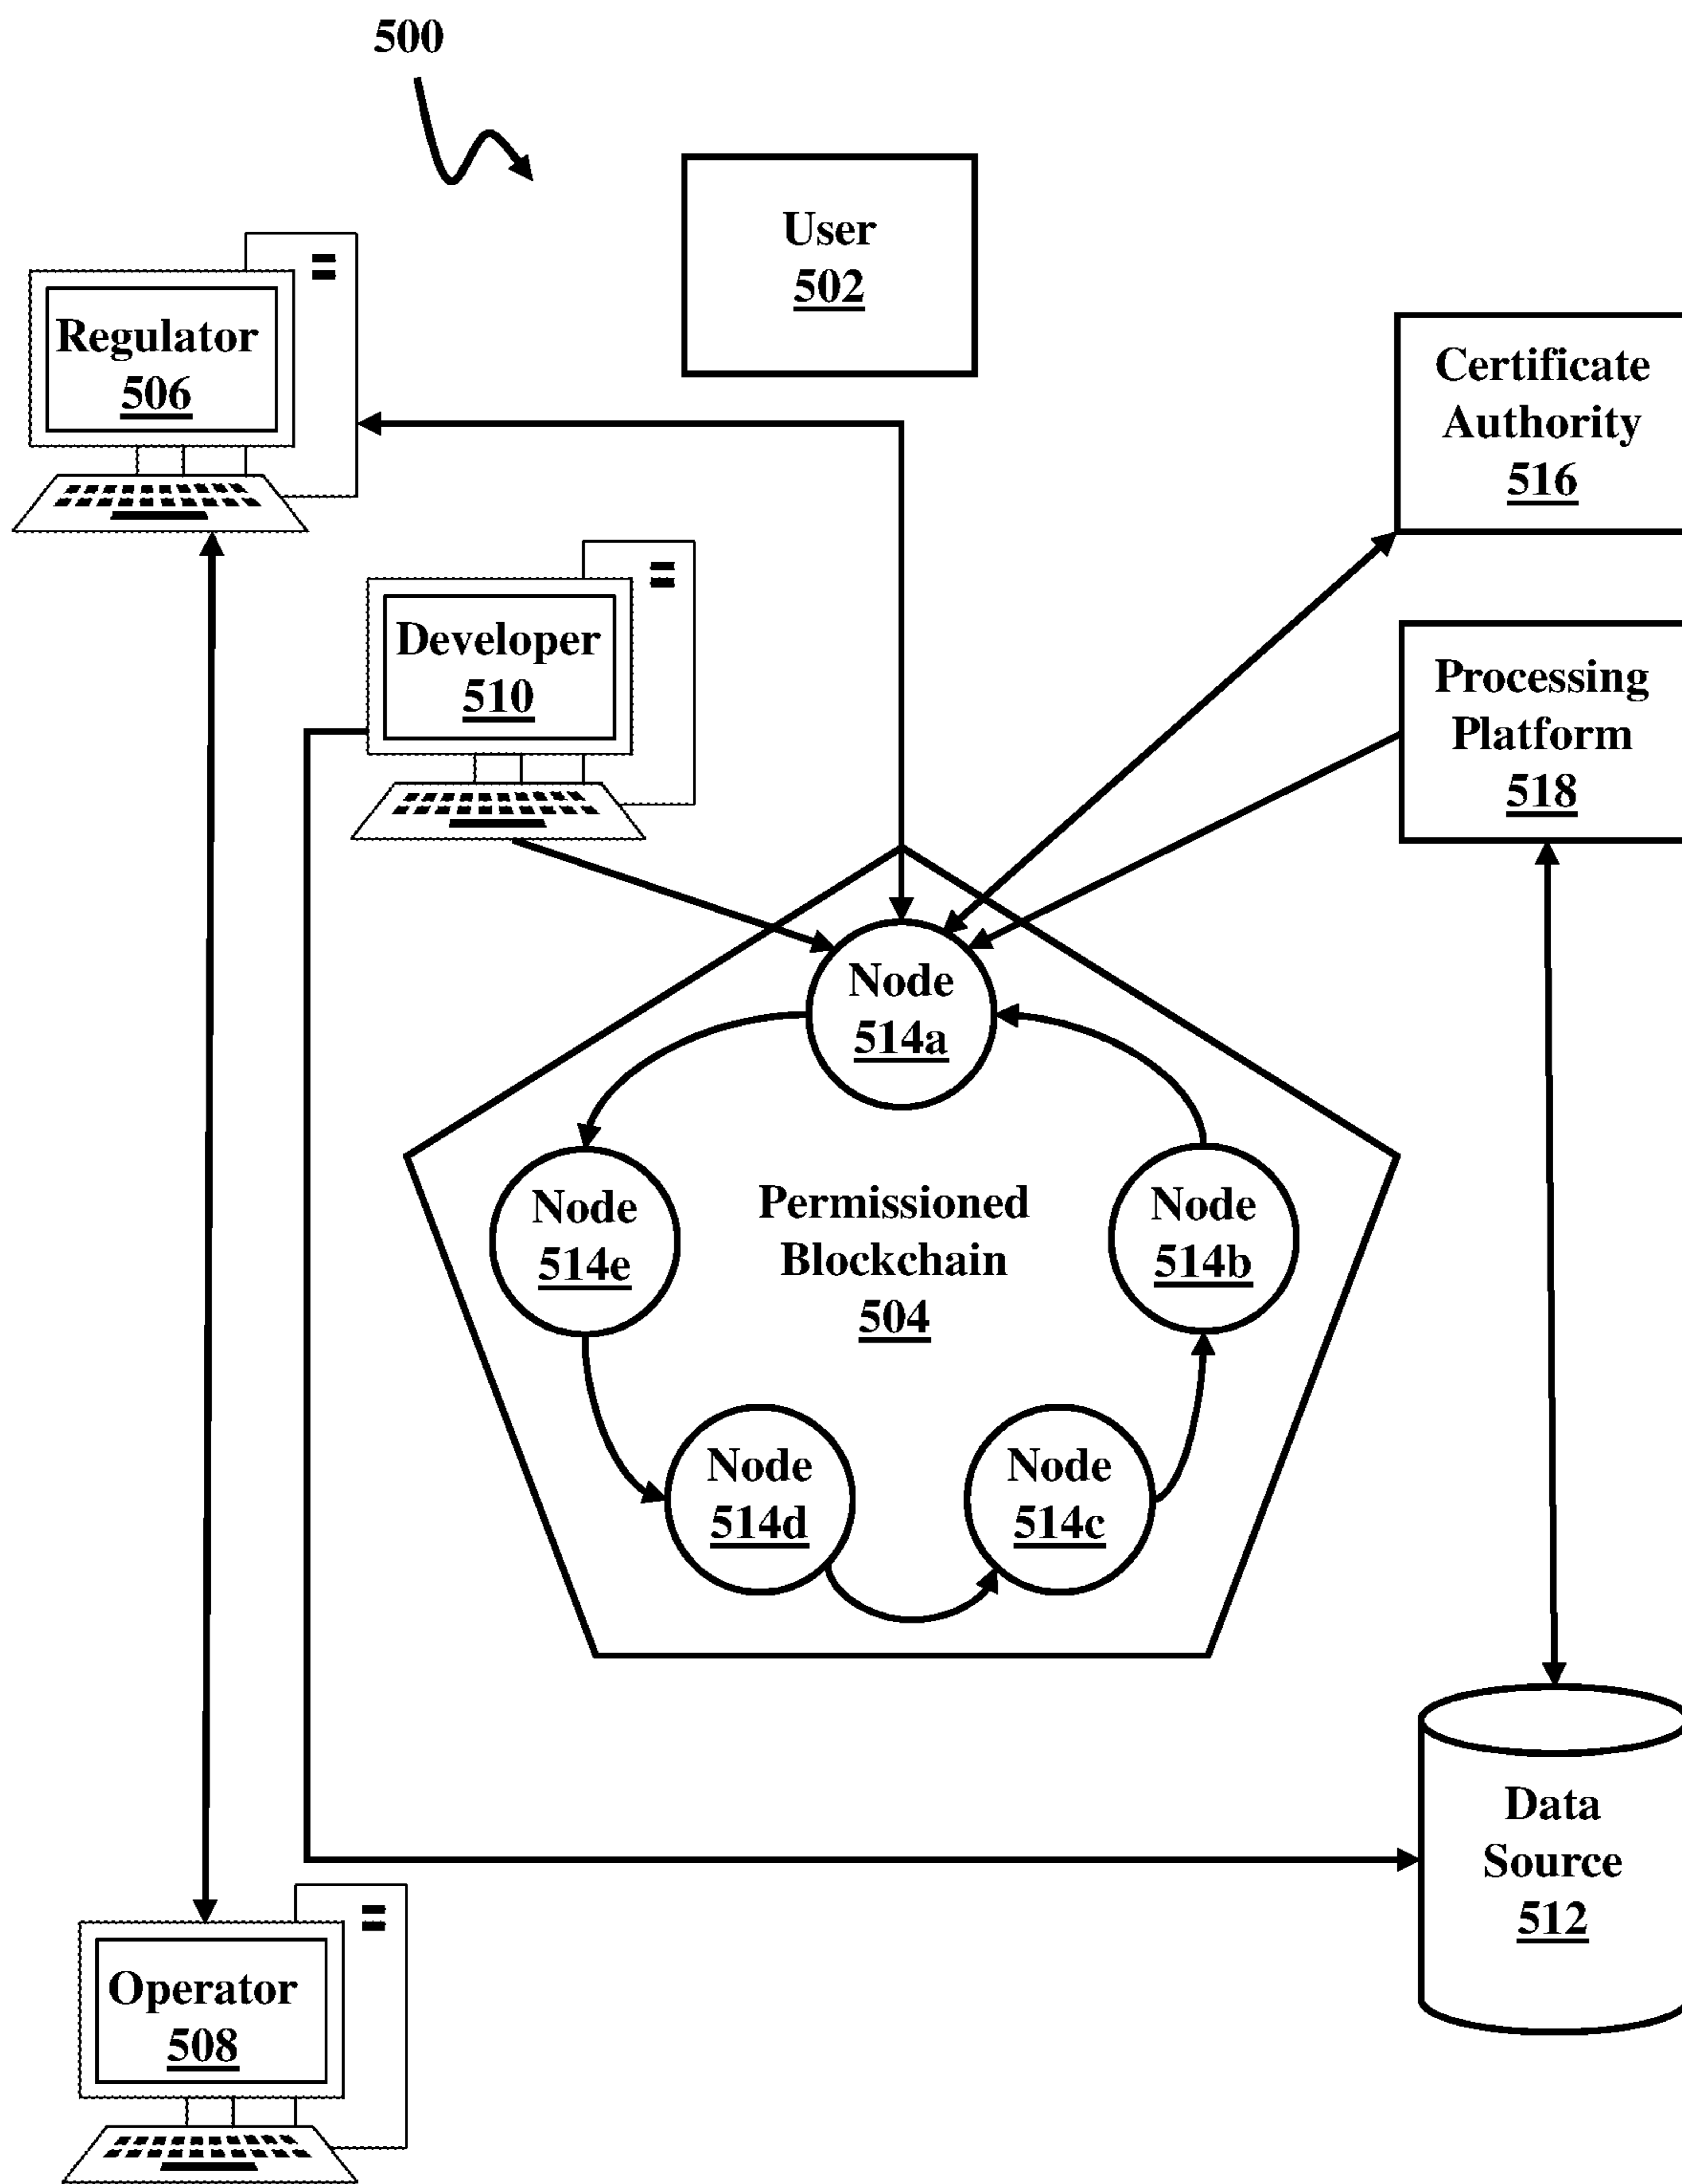 500
User
502
Regulator
506
Certificate
Authority
516
Developer
510
Processing
Platform
518
Node
514a
Node
514e
Permissioned
Blockchain
504
Node
514b
Node
514d
Node
514c
Data
Source
512
Operator
508